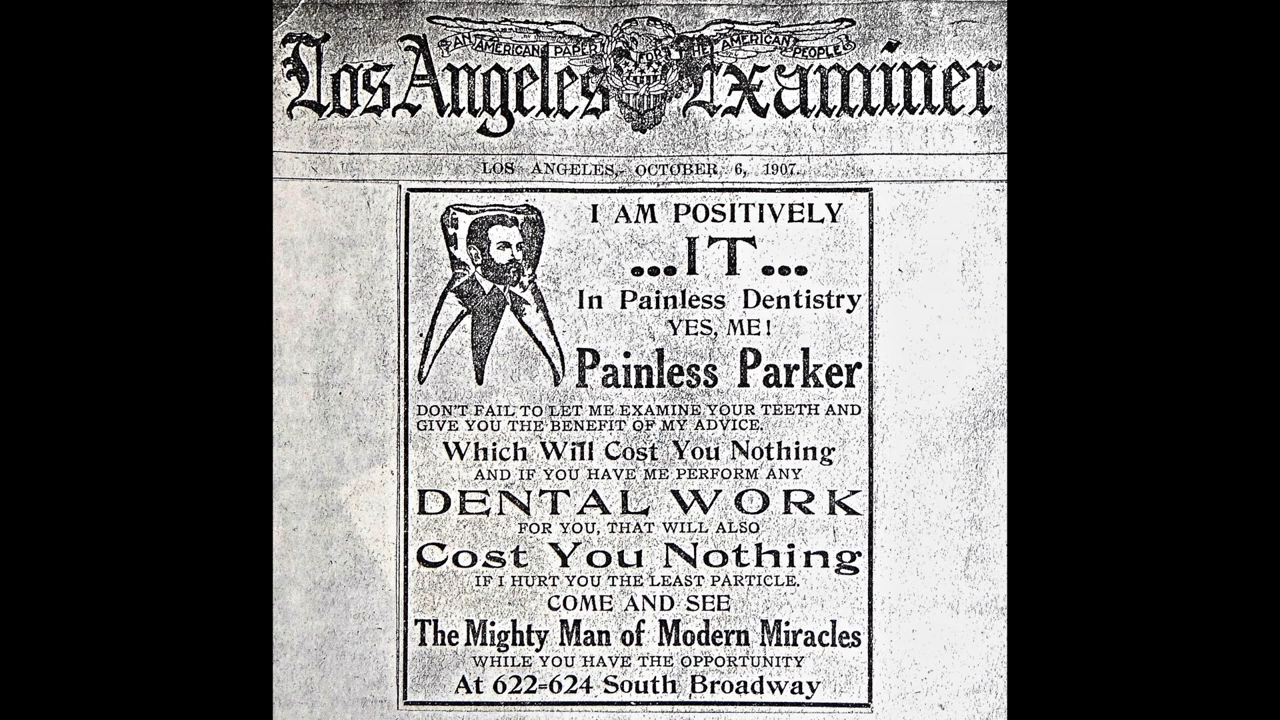 AN AMERICAN PAPER FOR THE AMERICAN PEOPLE
Los Angeles Examiner
LOS ANGELES, OCTOBER, 6, 1907.
I AM POSITIVELY
...IT...
In Painless Dentistry
YES, ME!
Painless Parker
DON'T FAIL TO LET ME EXAMINE YOUR TEETH AND
GIVE YOU THE BENEFIT OF MY ADVICE.
Which Will Cost You Nothing
AND IF YOU HAVE ME PERFORM ANY
DENTAL WORK
FOR YOU, THAT WILL ALSO
Cost You Nothing
IF I HURT YOU THE LEAST PARTICLE.
COME AND SEE
The Mighty Man of Modern Miracles
WHILE YOU HAVE THE OPPORTUNITY
At 622=624 South Broadway